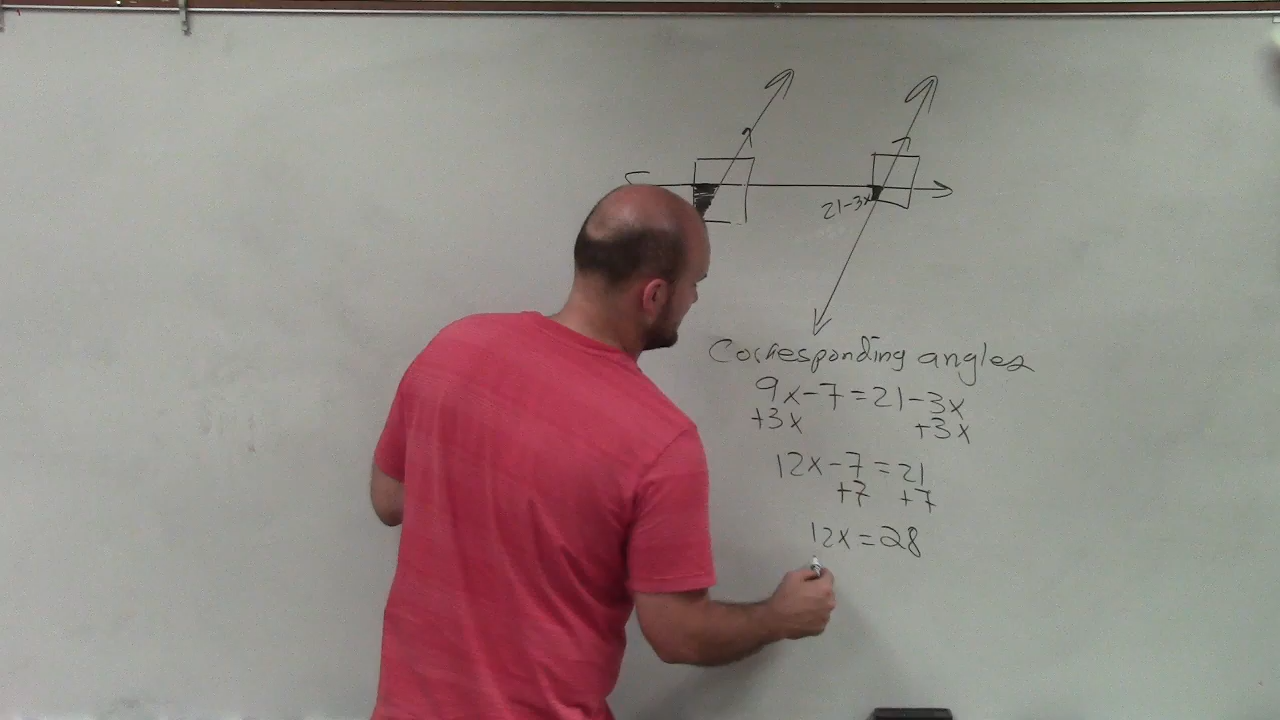 21-3x
Corresponding angles
9x-7=21-3x
+3x +3x
12x-7=21
+7 +7
12x=28